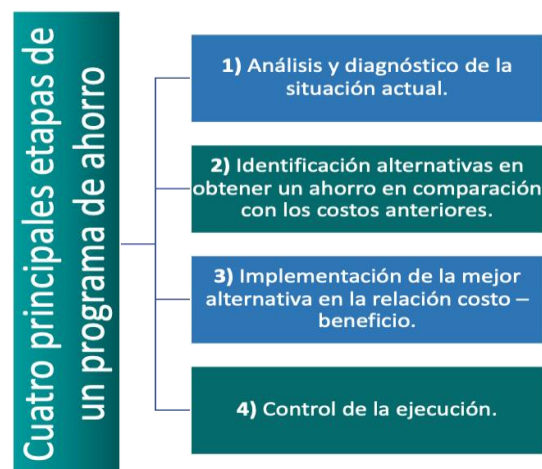 Cuatro principales etapas de
un programa de ahorro
1) Análisis y diagnóstico de la
situación actual.
2) Identificación alternativas en
obtener un ahorro en comparación
con los costos anteriores.
3) Implementación de la mejor
alternativa en la relación costo –
beneficio.
4) Control de la ejecución.